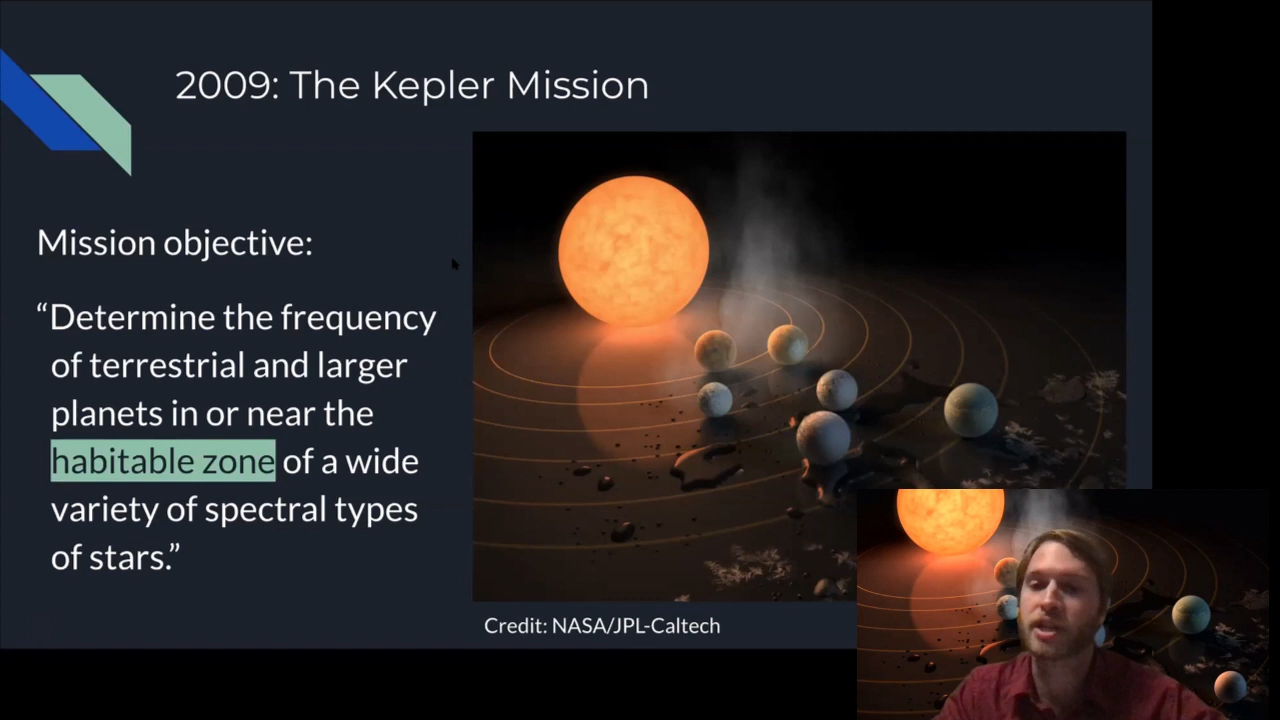 2009: The Kepler Mission
Mission objective:
“Determine the frequency
of terrestrial and larger
planets in or near the
habitable zone of a wide
variety of spectral types
of stars.”
Credit: NASA/JPL-Caltech